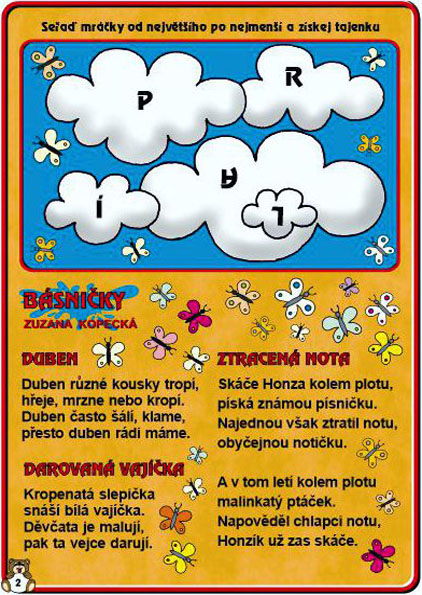 Seřaď mráčky od největšího po nejmenší a získej tajenku
P
R
A
Í
L
BÁSNIČKY
ZUZANA KOPECKÁ
DUBEN
Duben různé kousky tropí,
hřeje, mrzne nebo kropí.
Duben často šálí, klame,
přesto duben rádi máme.
DAROVANÁ VAJÍČKA
Kropenatá slepička
snáší bílá vajíčka.
Děvčata je malují,
pak ta vejce darují.
ZTRACENÁ NOTA
Skáče Honza kolem plotu,
píská známou písničku.
Najednou však ztratil notu,
obyčejnou notičku.
A v tom letí kolem plotu
malinkatý ptáček.
Napověděl chlapci notu,
Honzík už zas skáče.
2